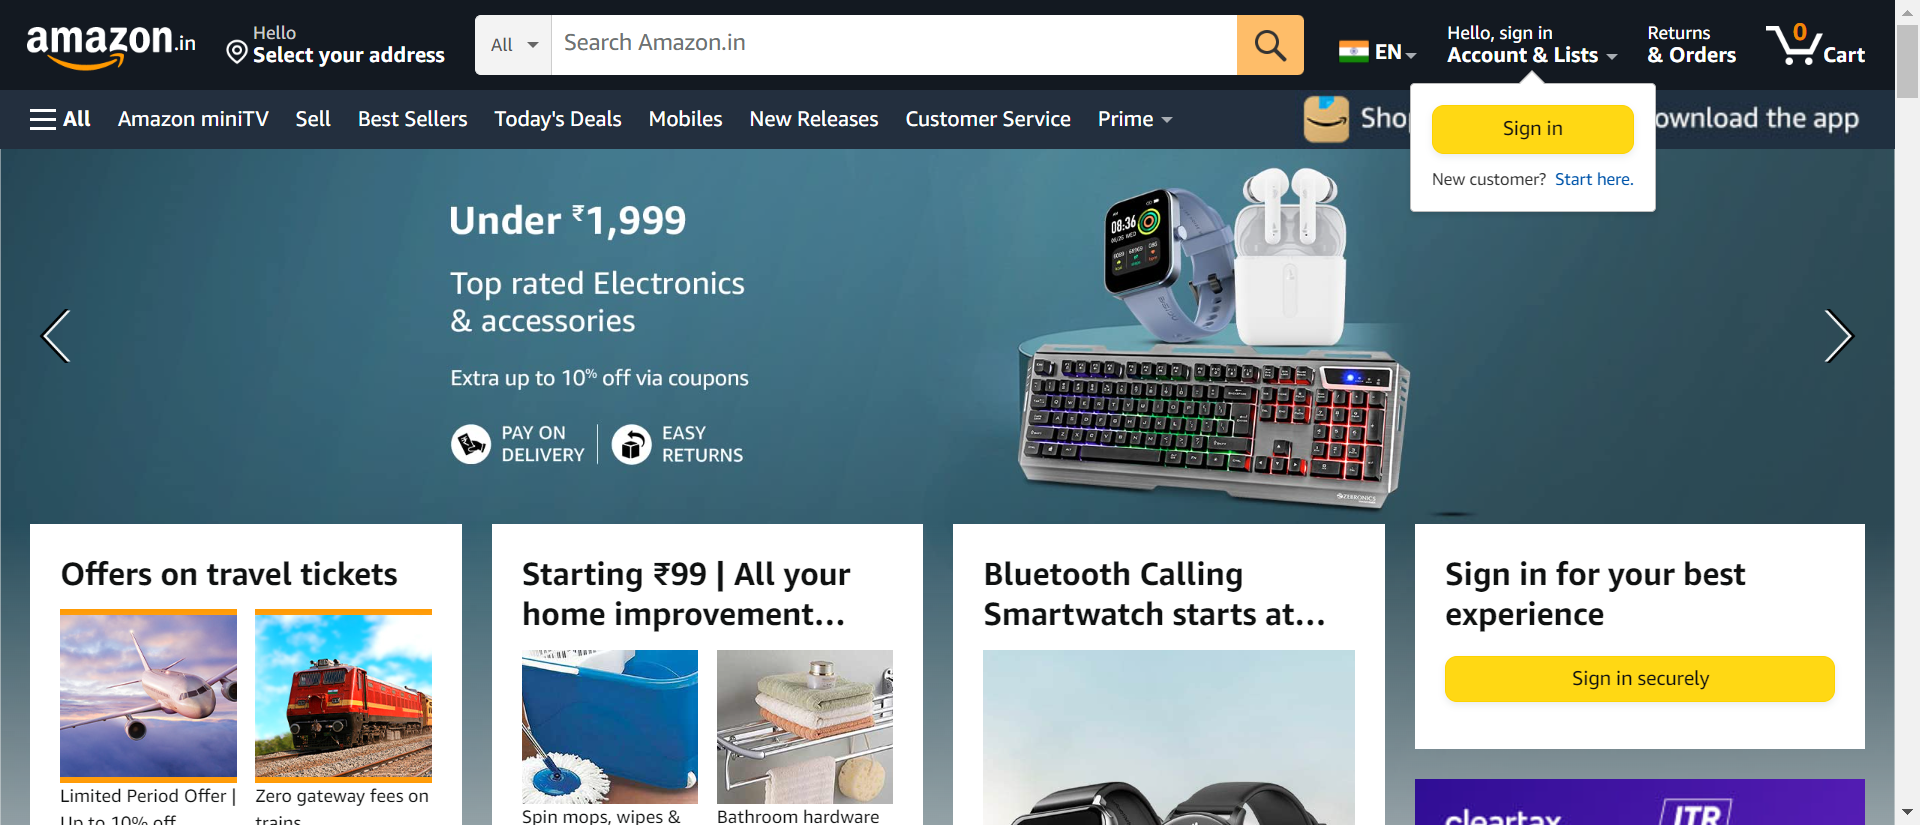 amazon.in
Hello
Select your address
All
Search Amazon.in
EN
Hello, sign in
Account & Lists
Returns
& Orders
0
Cart
All
Amazon miniTV
Sell
Best Sellers
Today's Deals
Mobiles
New Releases
Customer Service
Prime
Sign in
New customer? Start here.
the app
Under ₹1,999
Top rated Electronics
& accessories
Extra up to 10% off via coupons
PAY ON
DELIVERY
EASY
RETURNS
08:36
ZEBRONICS
Offers on travel tickets
Limited Period Offer |
Up to 10% off
Zero gateway fees on
trains
Starting ₹99 | All your
home improvement...
Spin mops, wipes &
Bathroom hardware
Bluetooth Calling
Smartwatch starts at...
Sign in for your best
experience
Sign in securely
cleartax
ITR